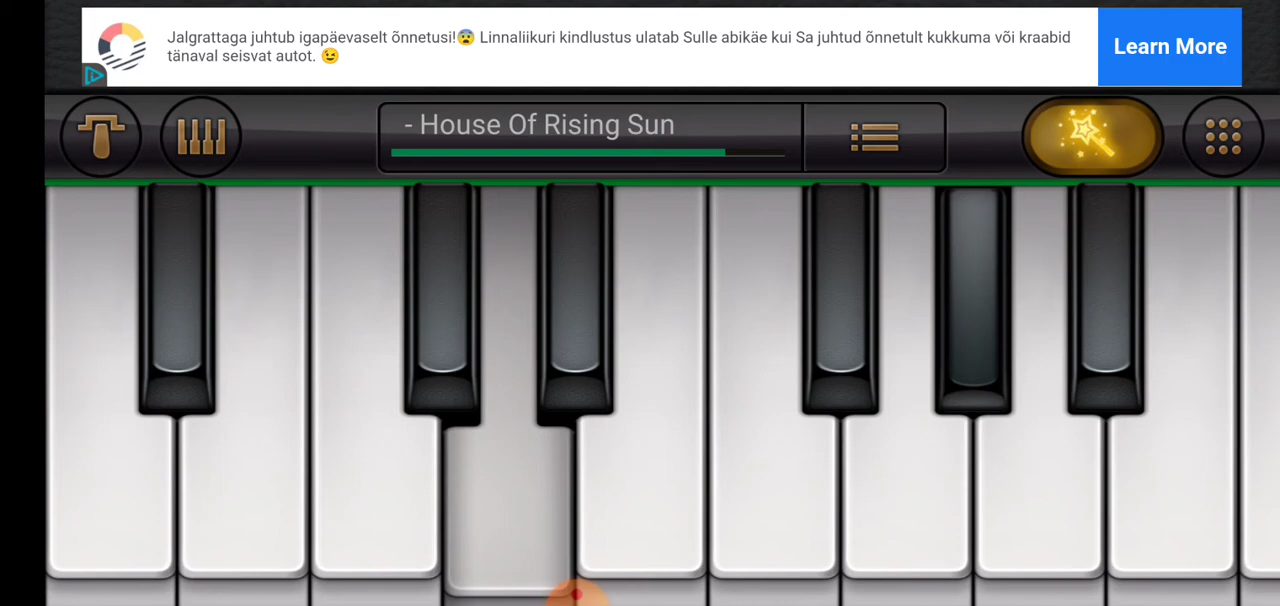 Jalgrattaga juhtub igapäevaselt õnnetusi!😨 Linnaliikuri kindlustus ulatab Sulle abikäe kui Sa juhtud õnnetult kukkuma või kraabid
tänaval seisvat autot. 😉
Learn More
- House Of Rising Sun